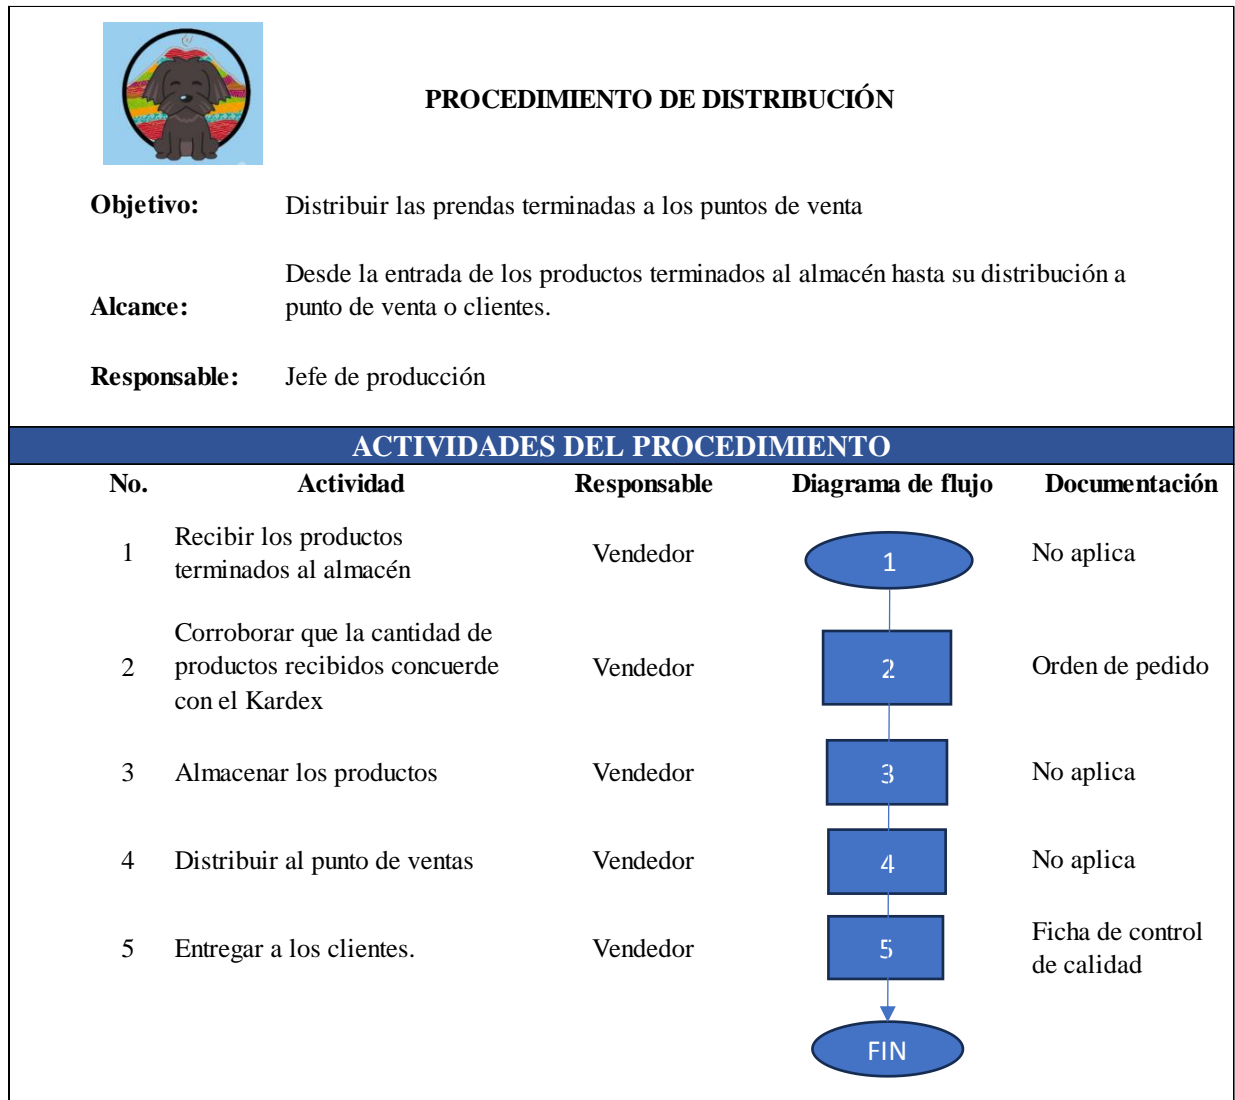 PROCEDIMIENTO DE DISTRIBUCIÓN
Objetivo: Distribuir las prendas terminadas a los puntos de venta
Desde la entrada de los productos terminados al almacén hasta su distribución a
Alcance: punto de venta o clientes.
Responsable: Jefe de producción
ACTIVIDADES DEL PROCEDIMIENTO
No. Actividad Responsable Diagrama de flujo Documentación
1 Recibir los productos
terminados al almacén Vendedor 1 No aplica
Corroborar que la cantidad de
2 productos recibidos concuerde Vendedor 2 Orden de pedido
con el Kardex
3 Almacenar los productos Vendedor 3 No aplica
4 Distribuir al punto de ventas Vendedor 4 No aplica
5 Entregar a los clientes. Vendedor 5 Ficha de control
de calidad
FIN